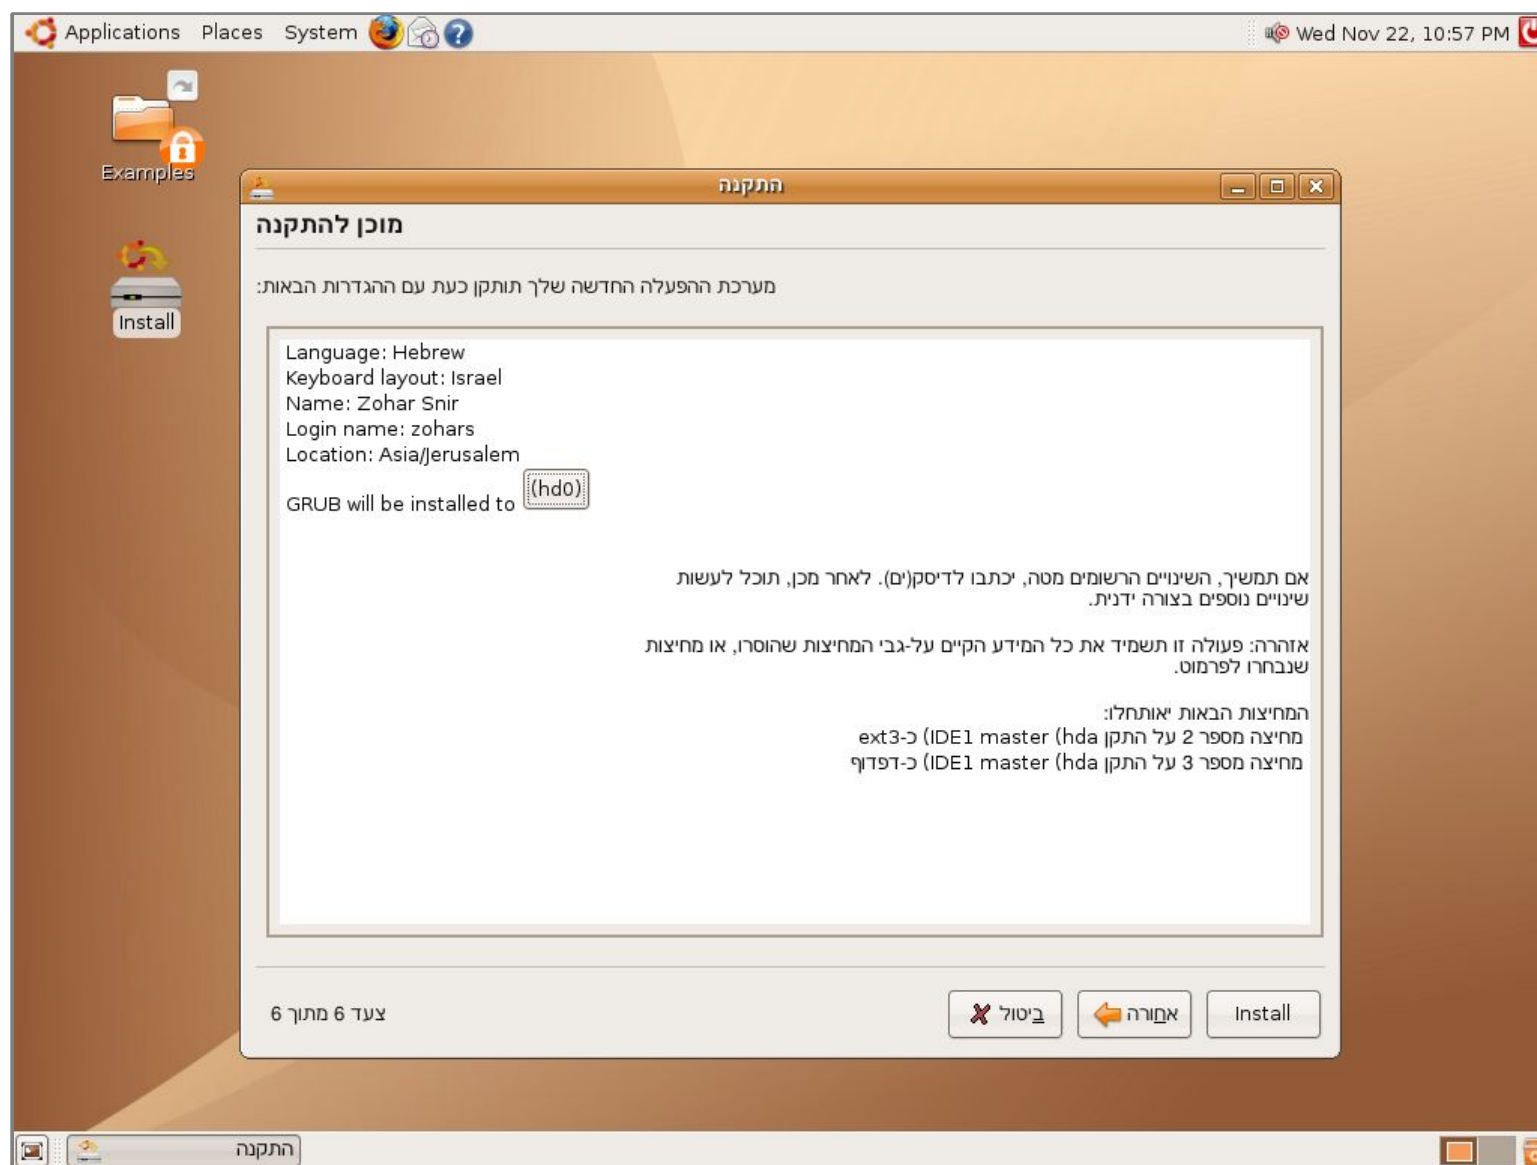 Applications Places System
Wed Nov 22, 10:57 PM
Examples
Install
התקנה
מוכן להתקנה
מערכת ההפעלה החדשה שלך תותקן כעת עם ההגדרות הבאות:
Language: Hebrew
Keyboard layout: Israel
Name: Zohar Snir
Login name: zohars
Location: Asia/Jerusalem
GRUB will be installed to (hd0)
אם תמשיך, השינויים הרשומים מטה, יכתבו לדיסק(ים). לאחר מכן, תוכל לעשות
שינויים נוספים בצורה ידנית.
אזהרה: פעולה זו תשמיד את כל המידע הקיים על-גבי המחיצות שהוסרו, או מחיצות
שנבחרו לפרמוט.
המחיצות הבאות יאותחלו:
מחיצה מספר 2 על התקן IDE1 master (hda) כ-ext3
מחיצה מספר 3 על התקן IDE1 master (hda) כ-דפדוף
צעד 6 מתוך 6
ביטול
אחורה
Install
התקנה